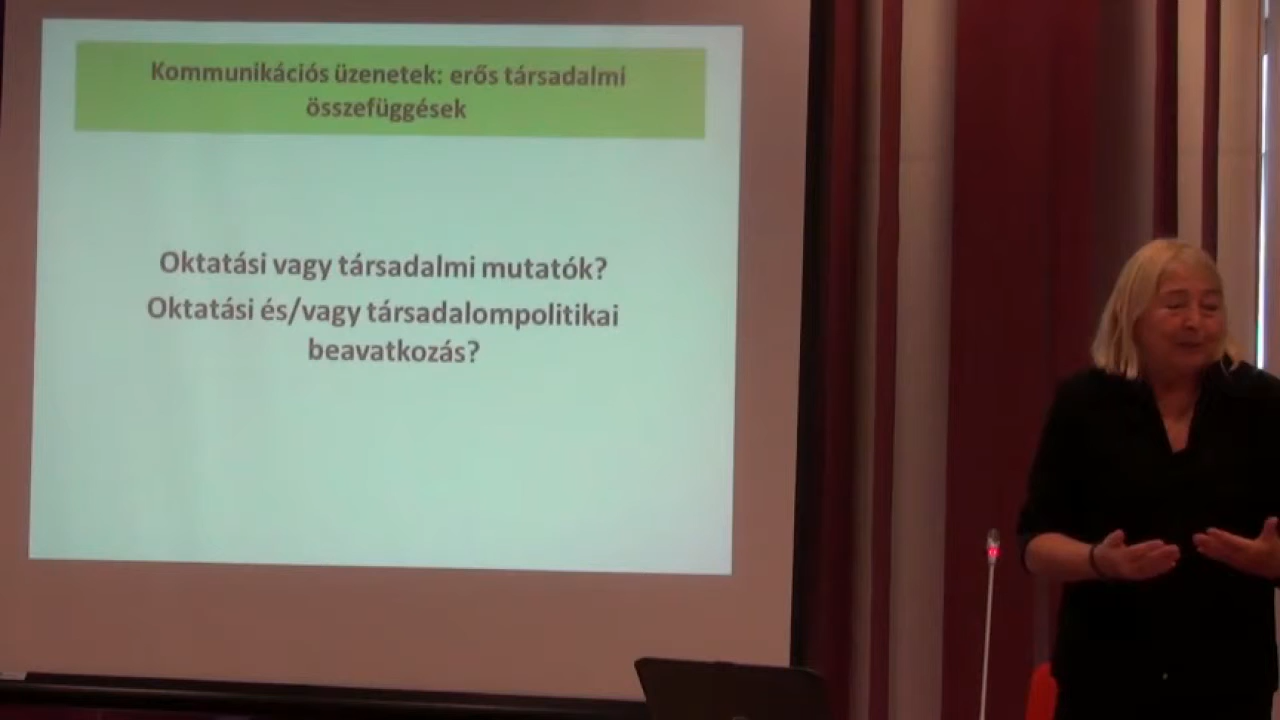 Kommunikációs üzenetek: erős társadalmi
összefüggések
Oktatási vagy társadalmi mutatók?
Oktatási és/vagy társadalompolitikai
beavatkozás?